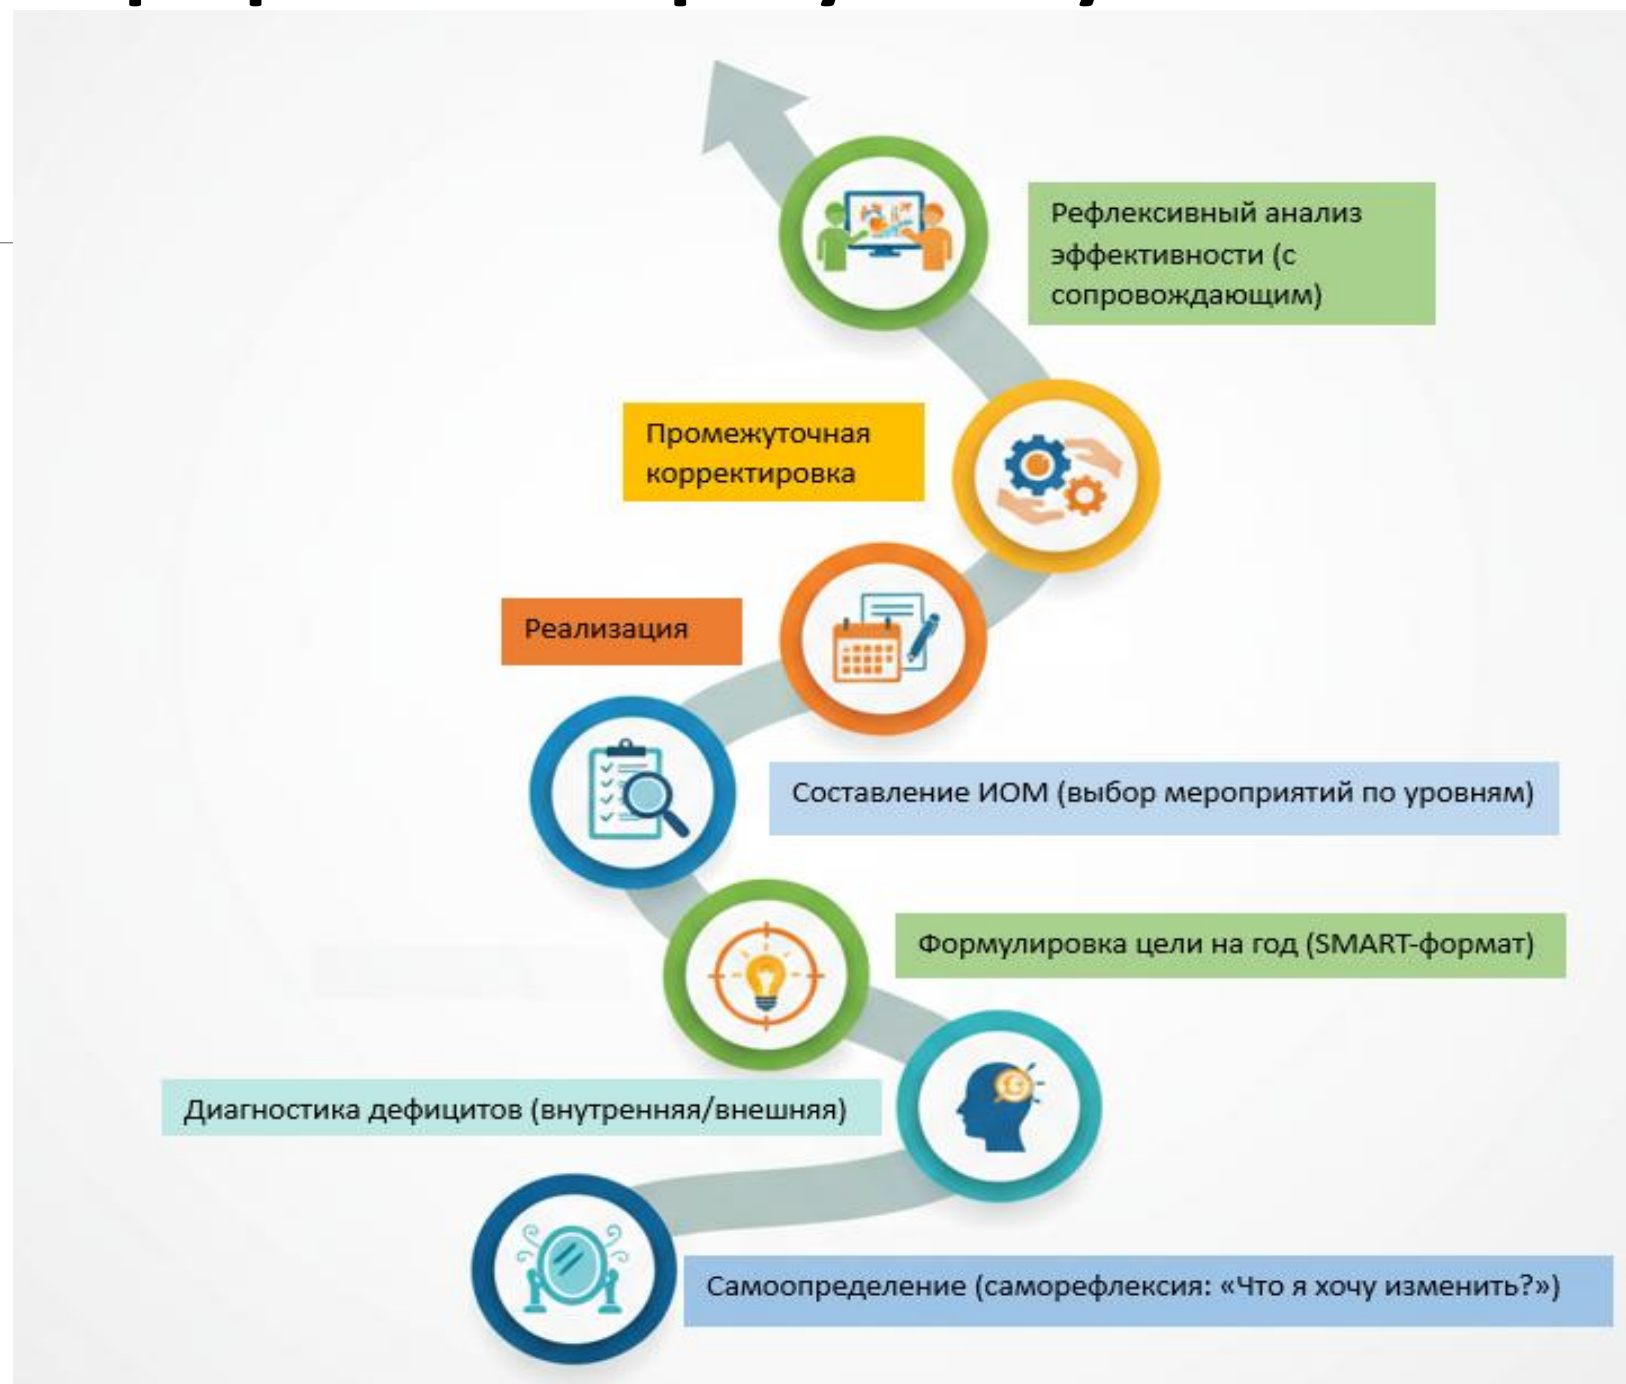 Рефлексивный анализ
эффективности (с
сопровождающим)
Промежуточная
корректировка
Реализация
Составление ИОМ (выбор мероприятий по уровням)
Формулировка цели на год (SMART-формат)
Диагностика дефицитов (внутренняя/внешняя)
Самоопределение (саморефлексия: «Что я хочу изменить?»)